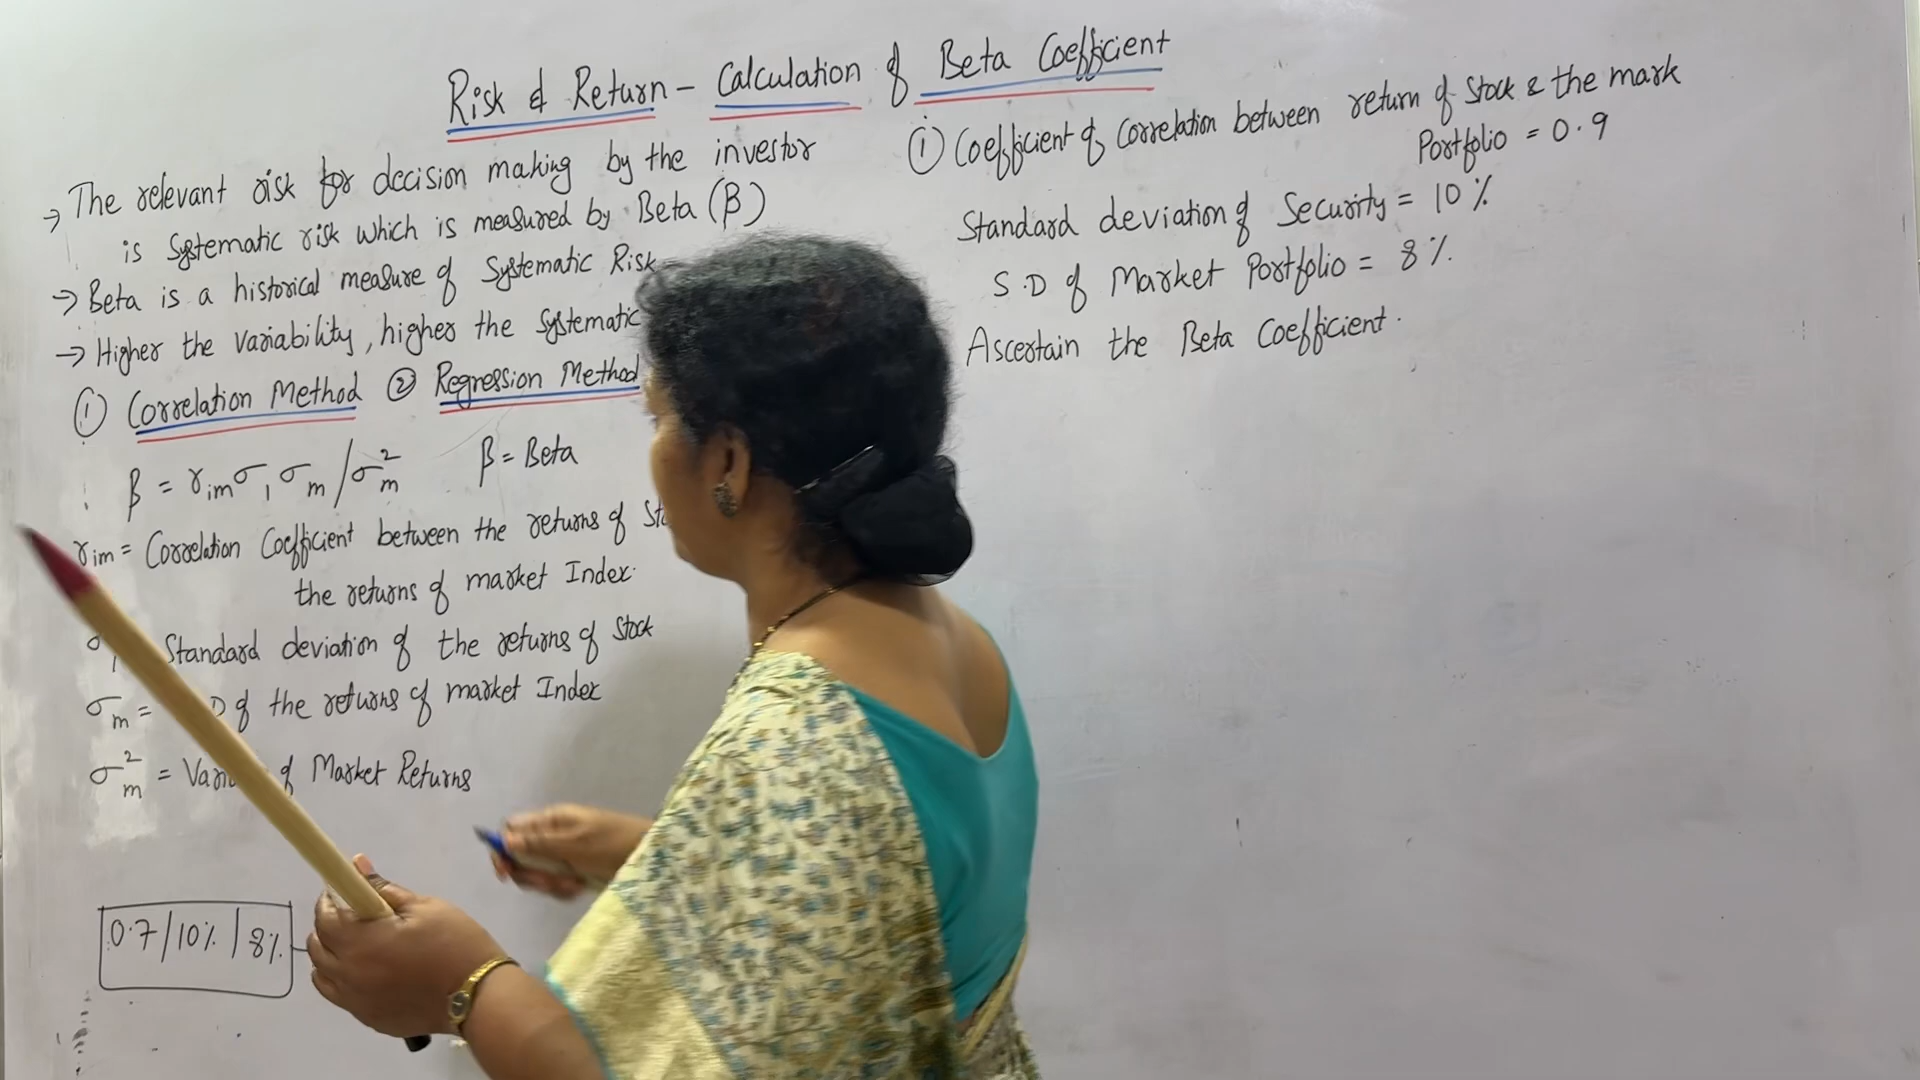 Risk & Return - Calculation of Beta Coefficient
→ The relevant risk for decision making by the investor
is Systematic risk which is measured by Beta (β)
→ Beta is a historical measure of Systematic Risk
→ Higher the variability, higher the Systematic
① Correlation Method ② Regression Method
β = rim σ1 σm / σ²m β = Beta
rim = Correlation Coefficient between the returns of
the returns of market Index.
Standard deviation of the returns of Stock
σm = D of the returns of market Index
σ²m = of Market Returns
0.7 / 10% / 8%
① Coefficient of Correlation between return of Stock & the mark
Portfolio = 0.9
Standard deviation of Security = 10%
S.D of Market Portfolio = 8%.
Ascertain the Beta Coefficient.